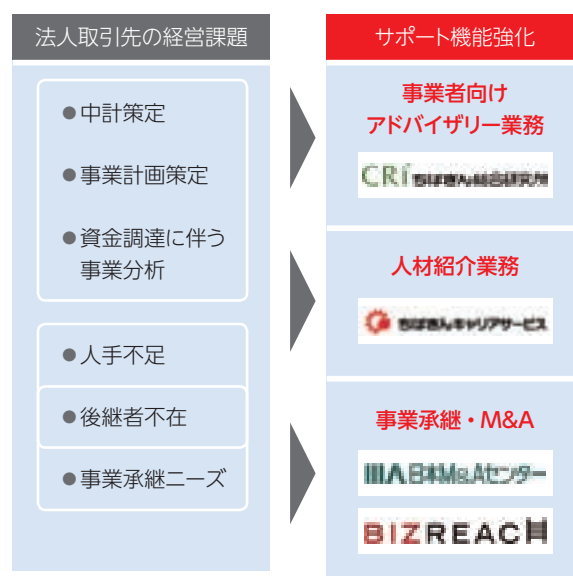 法人取引先の経営課題
●中計策定
●事業計画策定
●資金調達に伴う
事業分析
●人手不足
●後継者不在
●事業承継ニーズ
サポート機能強化
事業者向け
アドバイザリー業務
CRI ちばぎん総合研究所
人材紹介業務
ちばぎんキャリアサービス
事業承継・M&A
日本M&Aセンター
BIZREACH